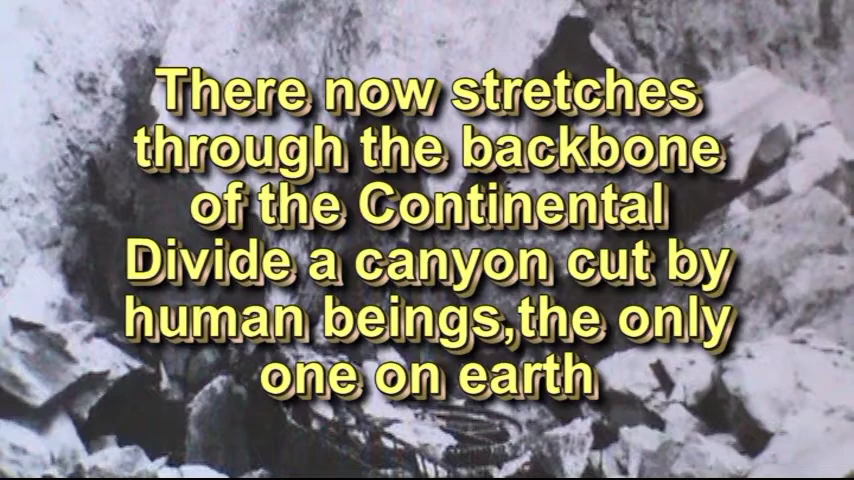 There now stretches
through the backbone
of the Continental
Divide a canyon cut by
human beings,the only
one on earth